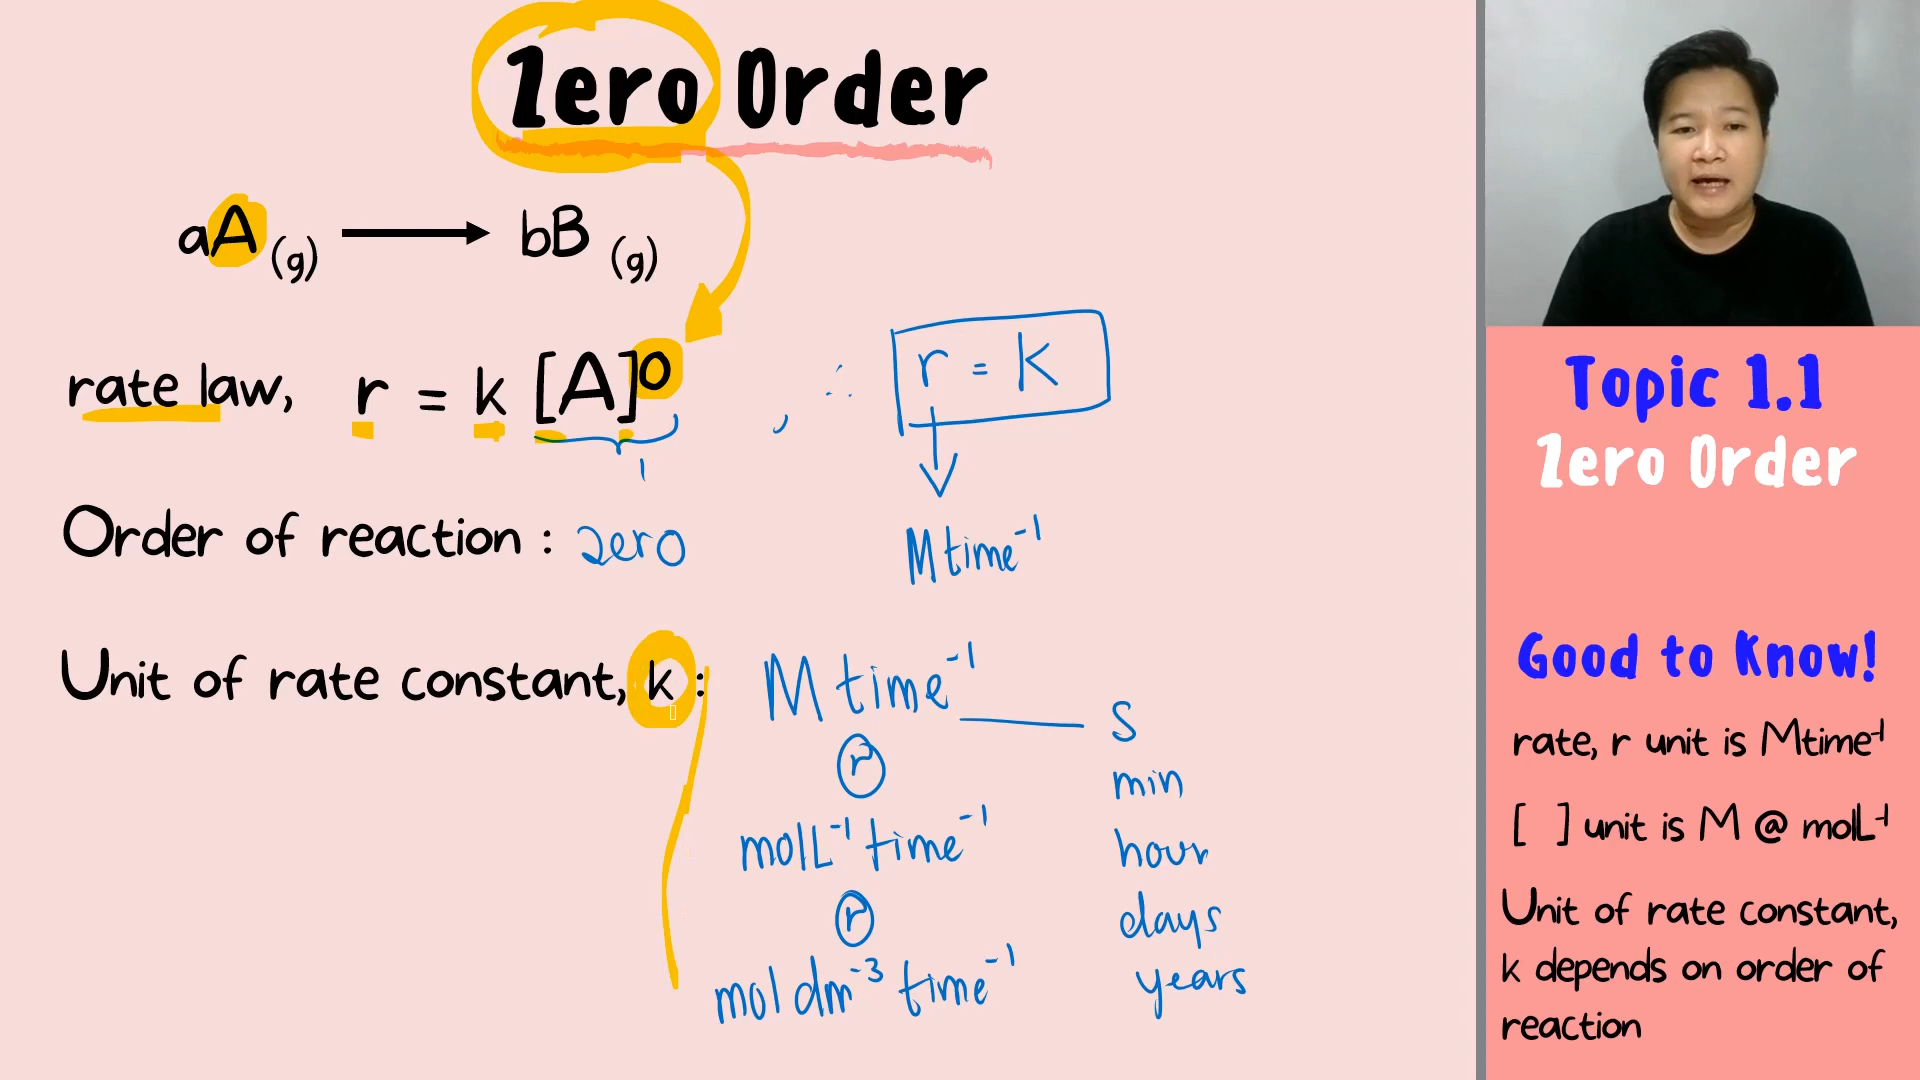 Zero Order
aA (g) → bB (g)
rate law, r = k [A]⁰ , ∴ r = k
1
Order of reaction : zero
M time⁻¹
Unit of rate constant, k : M time⁻¹
s
r
min
mol L⁻¹ time⁻¹
hour
r
days
mol dm⁻³ time⁻¹
years
Topic 1.1
Zero Order
Good to Know!
rate, r unit is Mtime⁻¹
[ ] unit is M @ molL⁻¹
Unit of rate constant,
k depends on order of
reaction